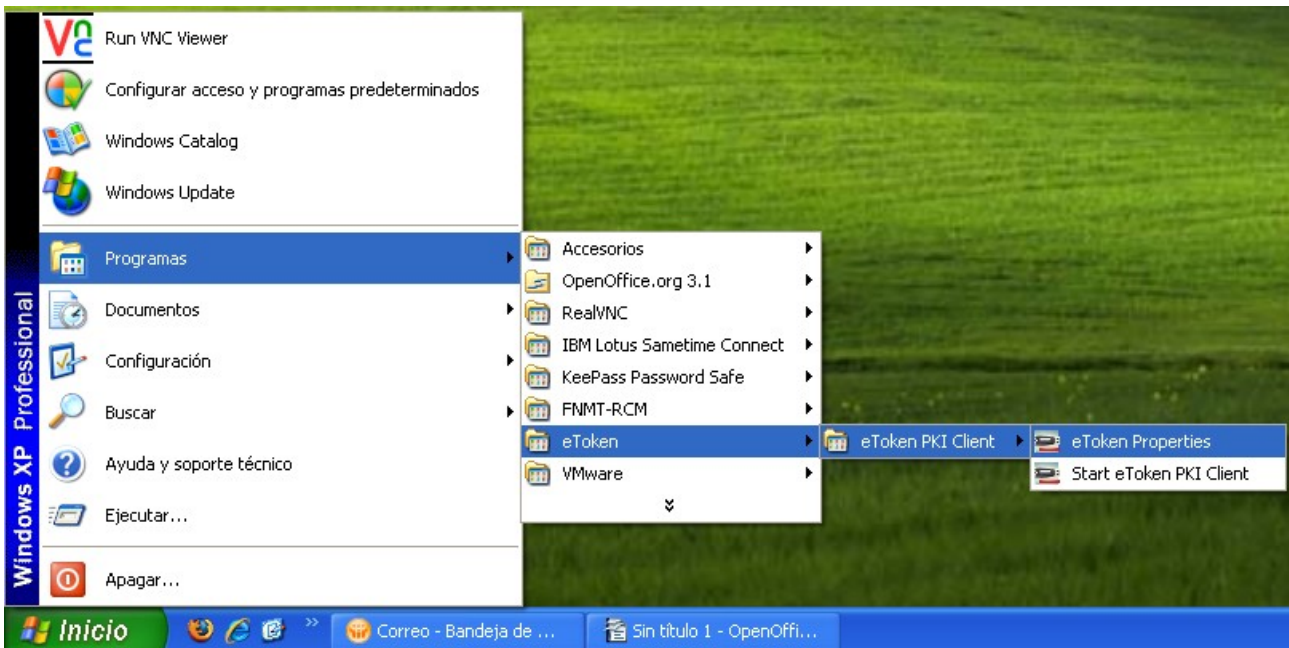 Run VNC Viewer
Configurar acceso y programas predeterminados
Windows Catalog
Windows Update
Programas
Documentos
Configuración
Buscar
Ayuda y soporte técnico
Ejecutar...
Apagar...
Windows XP Professional
Accesorios
OpenOffice.org 3.1
RealVNC
IBM Lotus Sametime Connect
KeePass Password Safe
FNMT-RCM
eToken
VMware
eToken PKI Client
eToken Properties
Start eToken PKI Client
Inicio
Correo - Bandeja de ...
Sin título 1 - OpenOffi...